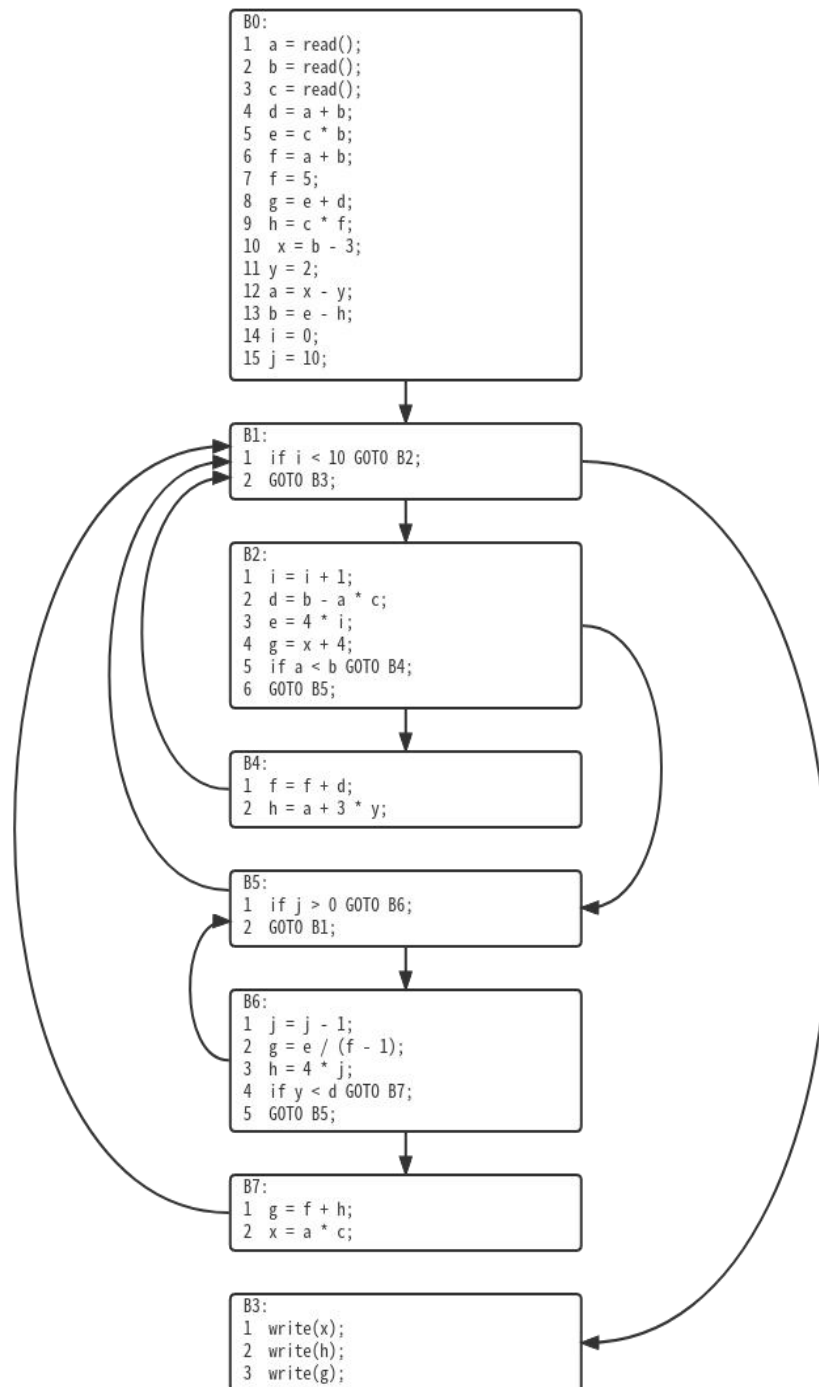 B0:
1 a = read();
2 b = read();
3 c = read();
4 d = a + b;
5 e = c * b;
6 f = a + b;
7 f = 5;
8 g = e + d;
9 h = c * f;
10 x = b - 3;
11 y = 2;
12 a = x - y;
13 b = e - h;
14 i = 0;
15 j = 10;
B1:
1 if i < 10 GOTO B2;
2 GOTO B3;
B2:
1 i = i + 1;
2 d = b - a * c;
3 e = 4 * i;
4 g = x + 4;
5 if a < b GOTO B4;
6 GOTO B5;
B4:
1 f = f + d;
2 h = a + 3 * y;
B5:
1 if j > 0 GOTO B6;
2 GOTO B1;
B6:
1 j = j - 1;
2 g = e / (f - 1);
3 h = 4 * j;
4 if y < d GOTO B7;
5 GOTO B5;
B7:
1 g = f + h;
2 x = a * c;
B3:
1 write(x);
2 write(h);
3 write(g);